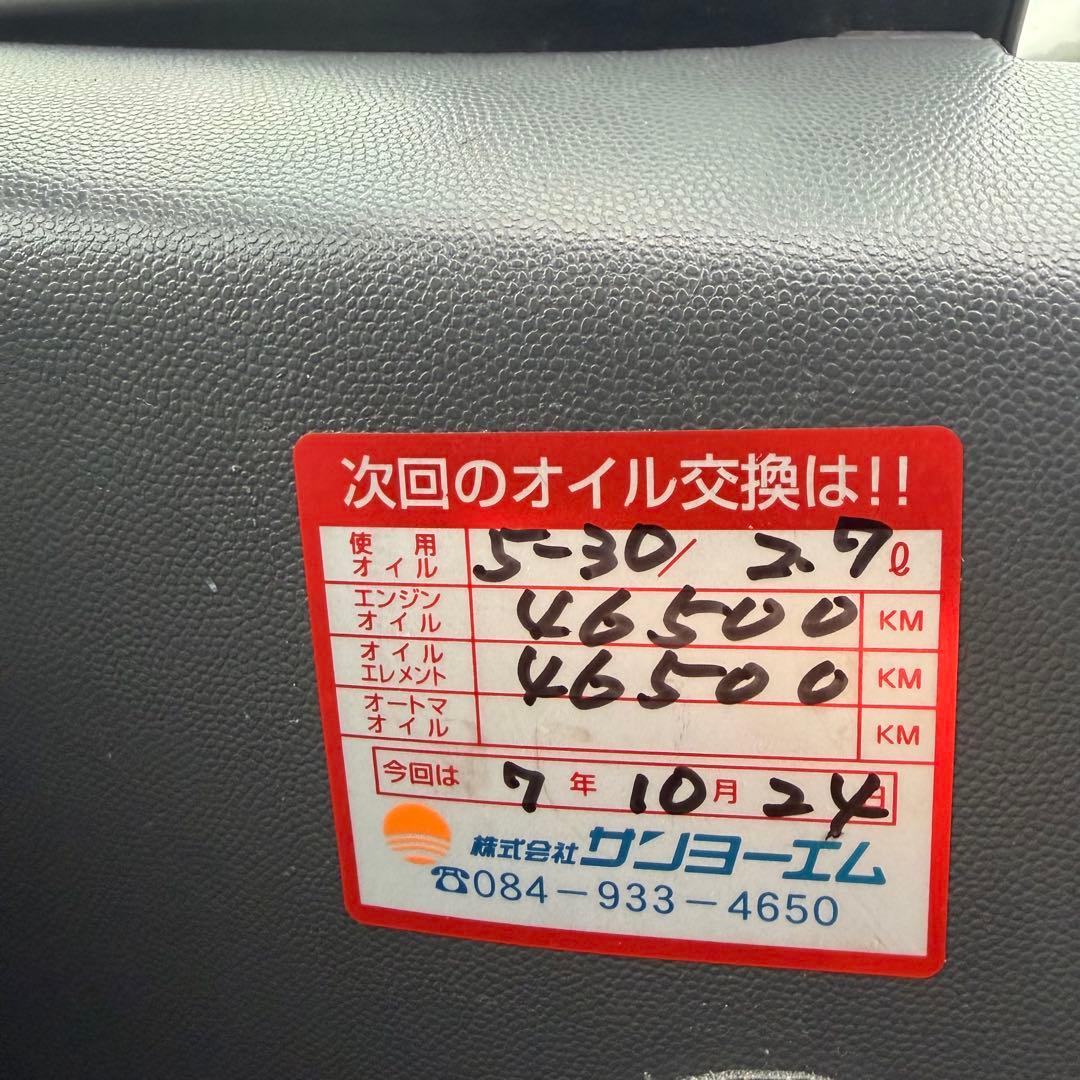 次回のオイル交換は!!
使用オイル 5-30/ 2.7ℓ
エンジンオイル 46500 KM
オイルエレメント 46500 KM
オートマオイル KM
今回は 7年 10月 24日
株式会社 サンヨーエム
☎084-933-4650